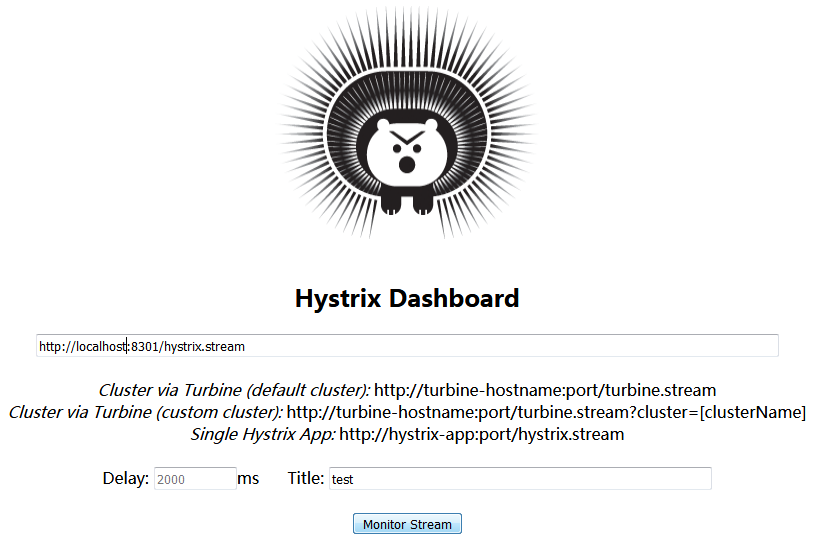 Hystrix Dashboard
http://localhost:8301/hystrix.stream
Cluster via Turbine (default cluster): http://turbine-hostname:port/turbine.stream
Cluster via Turbine (custom cluster): http://turbine-hostname:port/turbine.stream?cluster=[clusterName]
Single Hystrix App: http://hystrix-app:port/hystrix.stream
Delay: 2000 ms Title: test
Monitor Stream